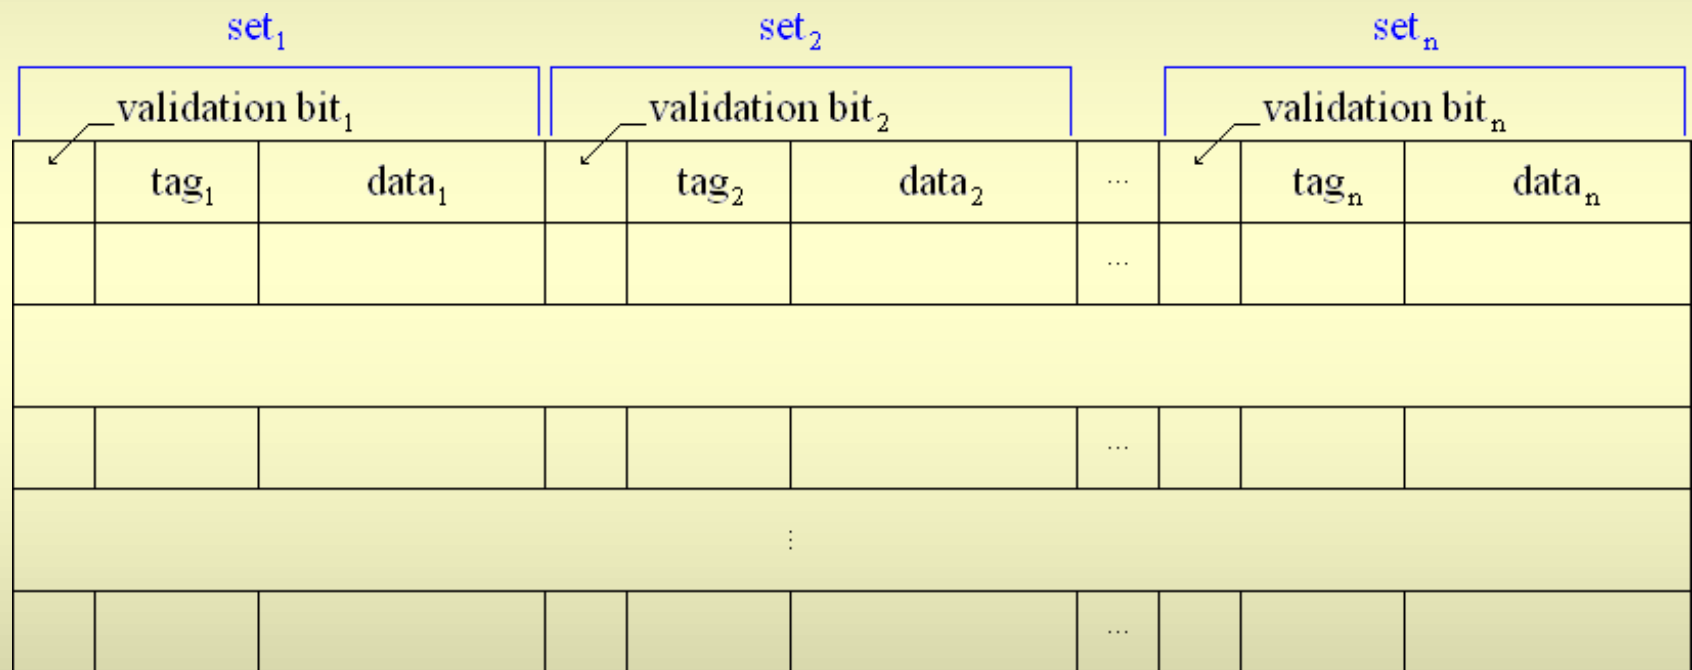 set₁ set₂ setₙ
validation bit₁ validation bit₂ validation bitₙ
tag₁ data₁ tag₂ data₂ ... tagₙ dataₙ
...
...
⋮
...